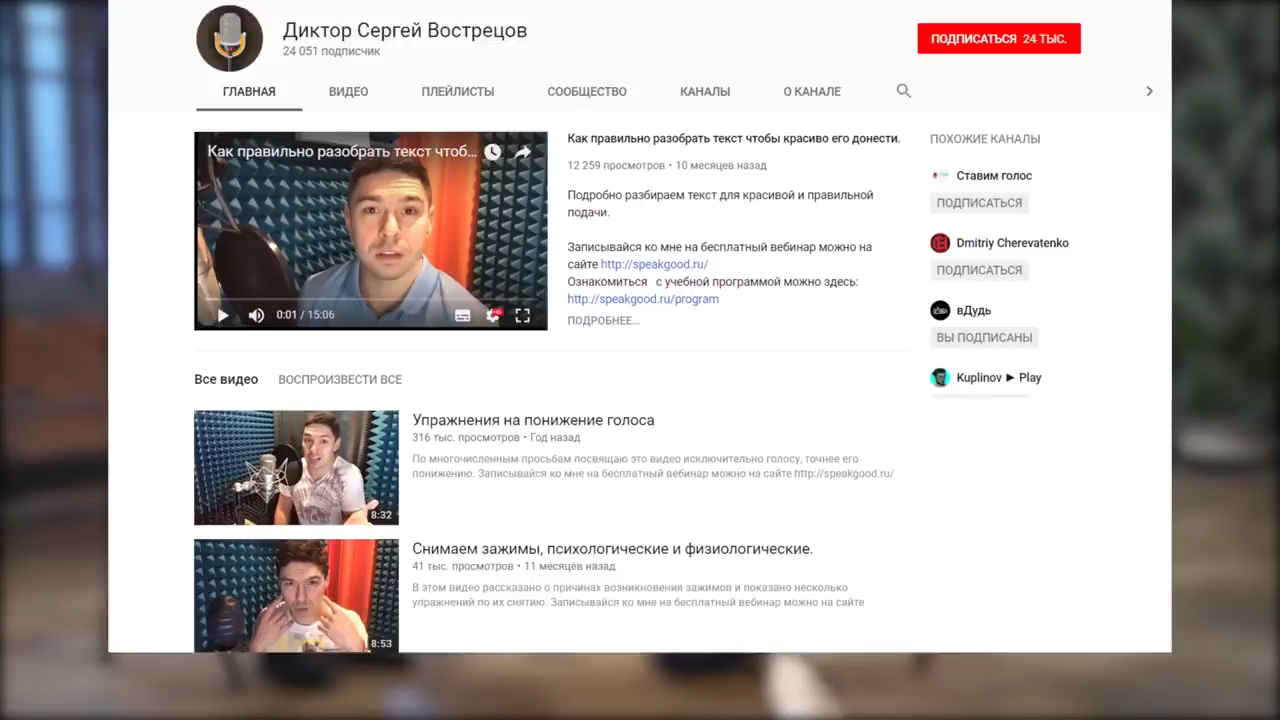 Диктор Сергей Вострецов
24 051 подписчик
ПОДПИСАТЬСЯ 24 ТЫС.
ГЛАВНАЯ ВИДЕО ПЛЕЙЛИСТЫ СООБЩЕСТВО КАНАЛЫ О КАНАЛЕ
Как правильно разобрать текст чтоб...
0:01 / 15:06
HD
Как правильно разобрать текст чтобы красиво его донести.
12 259 просмотров • 10 месяцев назад
Подробно разбираем текст для красивой и правильной
подачи.
Записывайся ко мне на бесплатный вебинар можно на
сайте http://speakgood.ru/
Ознакомиться с учебной программой можно здесь:
http://speakgood.ru/program
ПОДРОБНЕЕ...
ПОХОЖИЕ КАНАЛЫ
Ставим голос
ПОДПИСАТЬСЯ
Dmitriy Cherevatenko
ПОДПИСАТЬСЯ
вДудь
ВЫ ПОДПИСАНЫ
Kuplinov ► Play
Все видео ВОСПРОИЗВЕСТИ ВСЕ
8:32
Упражнения на понижение голоса
316 тыс. просмотров • Год назад
По многочисленным просьбам посвящаю это видео исключительно голосу, точнее его
понижению. Записывайся ко мне на бесплатный вебинар можно на сайте http://speakgood.ru/
8:53
Снимаем зажимы, психологические и физиологические.
41 тыс. просмотров • 11 месяцев назад
В этом видео рассказано о причинах возникновения зажимов и показано несколько
упражнений по их снятию. Записывайся ко мне на бесплатный вебинар можно на сайте